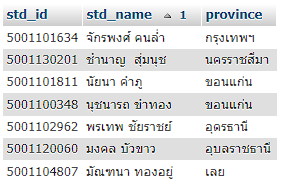 std_id std_name 1 province
5001101634 จักรพงศ์ คนล่ำ กรุงเทพฯ
5001130201 ชำนาญ สุ่มนุช นครราชสีมา
5001101811 นัยนา คำภู ขอนแก่น
5001100348 นุชนารถ ขำทอง ขอนแก่น
5001102962 พรเทพ ชัยราชย์ อุดรธานี
5001120060 มงคล บัวขาว อุบลราชธานี
5001104807 มัณฑนา ทองอยู่ เลย